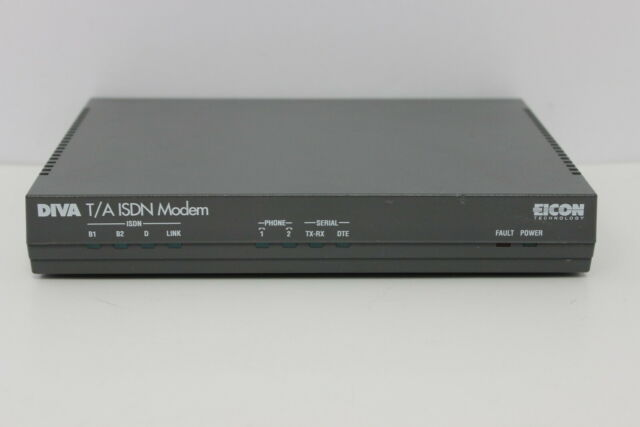 DIVA T/A ISDN Modem
ISDN
B1 B2 D LINK
PHONE
1 2
SERIAL
TX-RX DTE
EICON
TECHNOLOGY
FAULT POWER